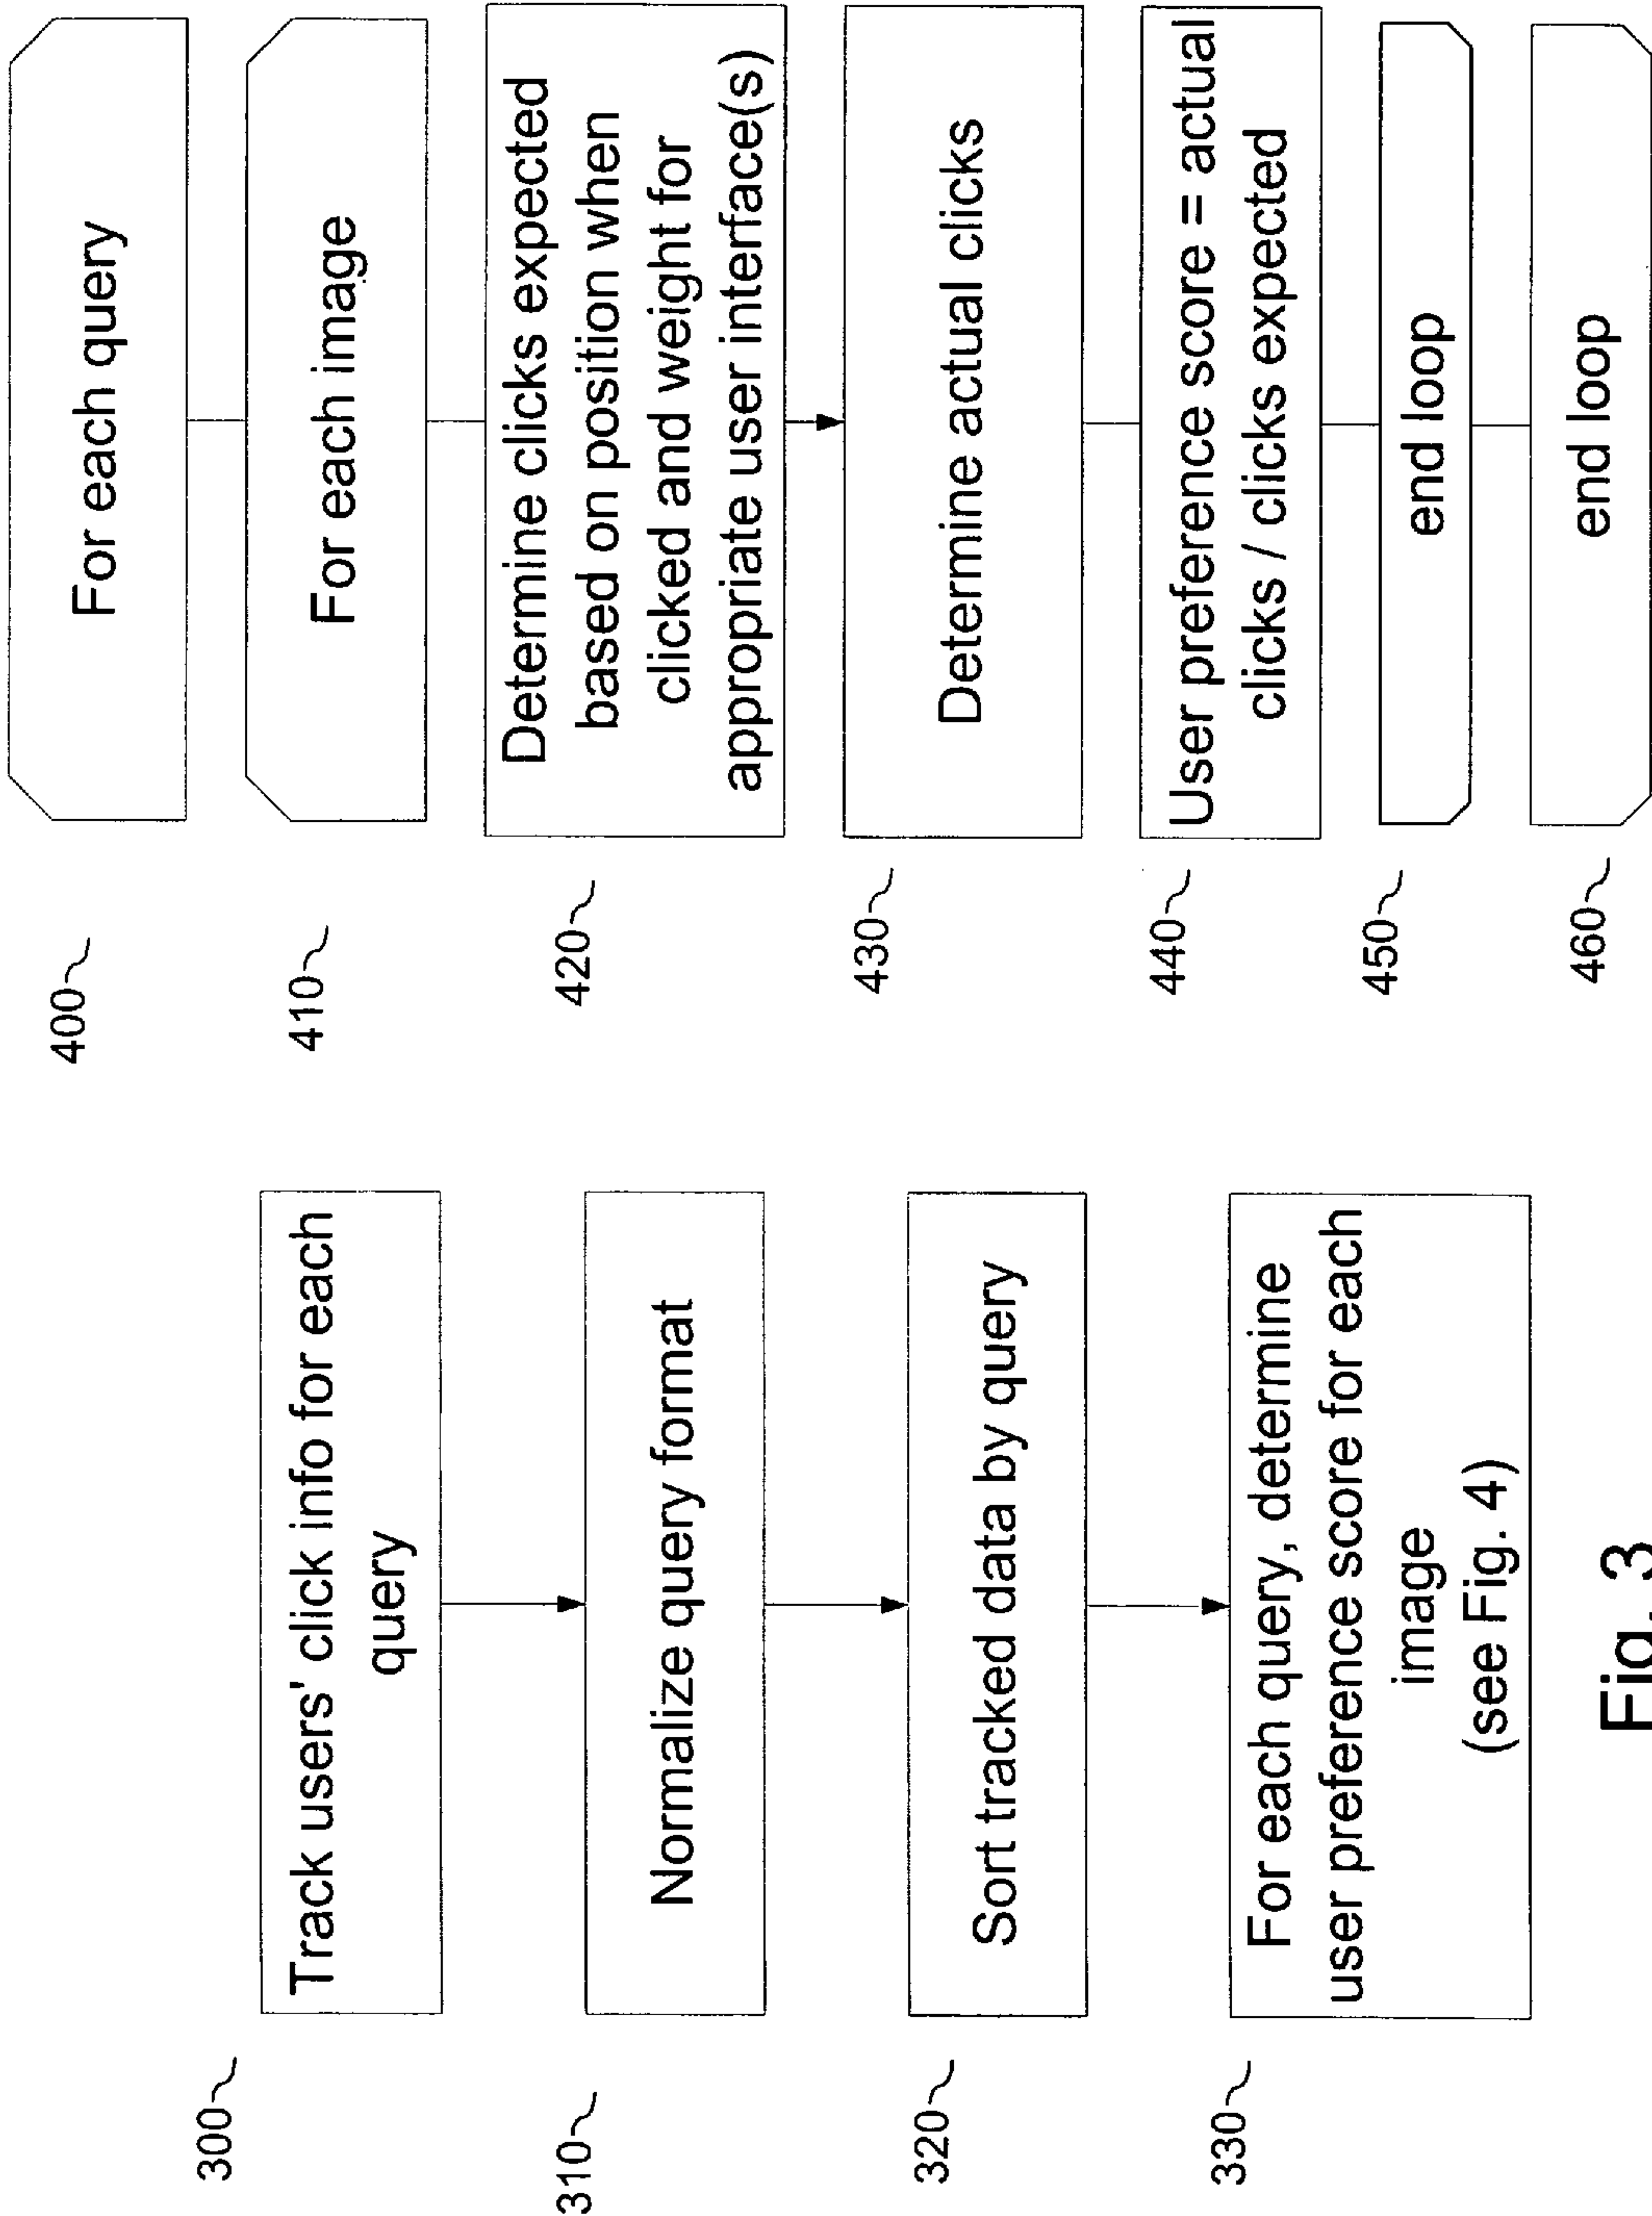 300
Track users' click info for each
query
310
Normalize query format
320
Sort tracked data by query
330
For each query, determine
user preference score for each
image
(see Fig. 4)
Fig. 3
400
For each query
410
For each image
420
Determine clicks expected
based on position when
clicked and weight for
appropriate user interface(s)
430
Determine actual clicks
440
User preference score = actual
clicks / clicks expected
450
end loop
460
end loop